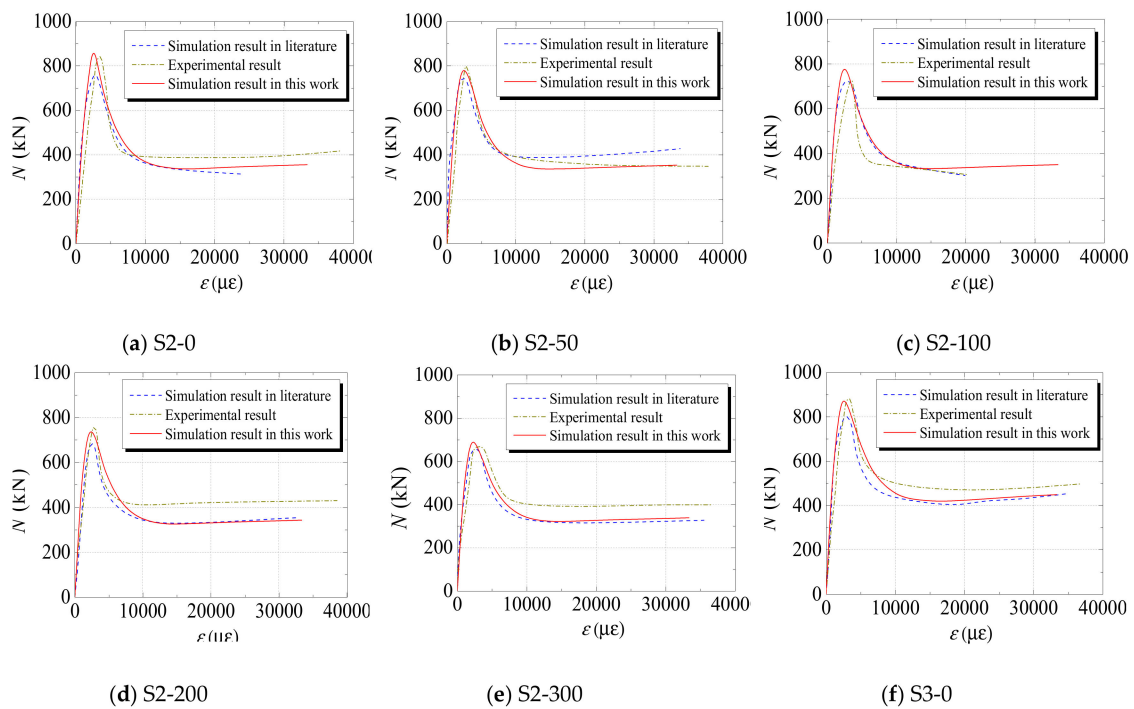 1000
800
600
400
200
0
N (kN)
Simulation result in literature
Experimental result
Simulation result in this work
0 10000 20000 30000 40000
ε (με)
(a) S2-0
1000
800
600
400
200
0
N (kN)
Simulation result in literature
Experimental result
Simulation result in this work
0 10000 20000 30000 40000
ε (με)
(b) S2-50
1000
800
600
400
200
0
N (kN)
Simulation result in literature
Experimental result
Simulation result in this work
0 10000 20000 30000 40000
ε (με)
(c) S2-100
1000
800
600
400
200
0
N (kN)
Simulation result in literature
Experimental result
Simulation result in this work
0 10000 20000 30000 40000
ε (με)
(d) S2-200
1000
800
600
400
200
0
N (kN)
Simulation result in literature
Experimental result
Simulation result in this work
0 10000 20000 30000 40000
ε (με)
(e) S2-300
1000
800
600
400
200
0
N (kN)
Simulation result in literature
Experimental result
Simulation result in this work
0 10000 20000 30000 40000
ε (με)
(f) S3-0